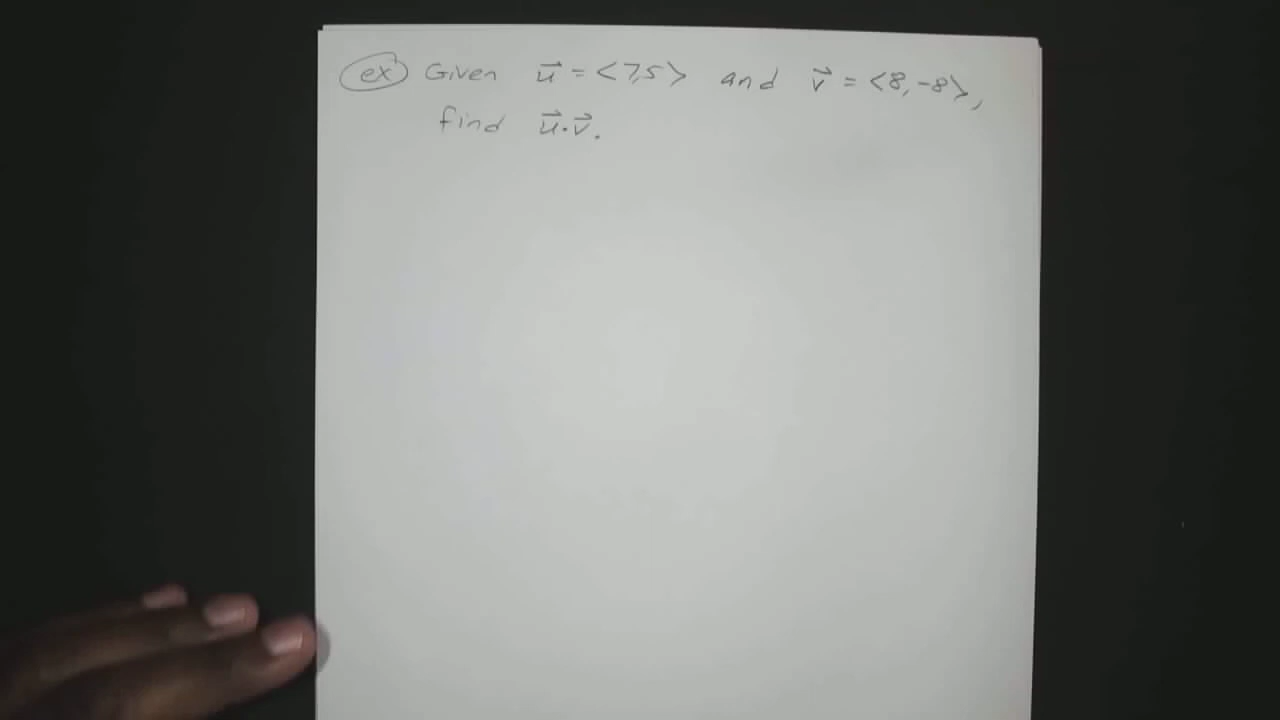 ex Given u⃗ = <7,5> and v⃗ = <8,-8>,
find u⃗·v⃗.